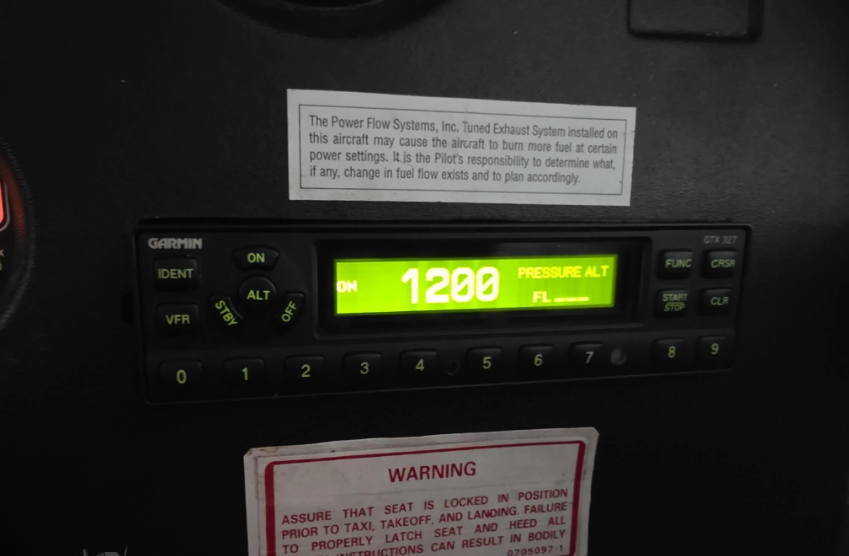 The Power Flow Systems, Inc. Tuned Exhaust System installed on
this aircraft may cause the aircraft to burn more fuel at certain
power settings. It is the Pilot's responsibility to determine what,
if any, change in fuel flow exists and to plan accordingly.
GARMIN
GTX 327
IDENT
ON
ALT
VFR
STBY
OFF
ON 1200 PRESSURE ALT
FL
FUNC CRSR
START
STOP
CLR
0 1 2 3 4 5 6 7 8 9
WARNING
ASSURE THAT SEAT IS LOCKED IN POSITION
PRIOR TO TAXI, TAKEOFF, AND LANDING. FAILURE
TO PROPERLY LATCH SEAT AND HEED ALL
INSTRUCTIONS CAN RESULT IN BODILY
0705097-1